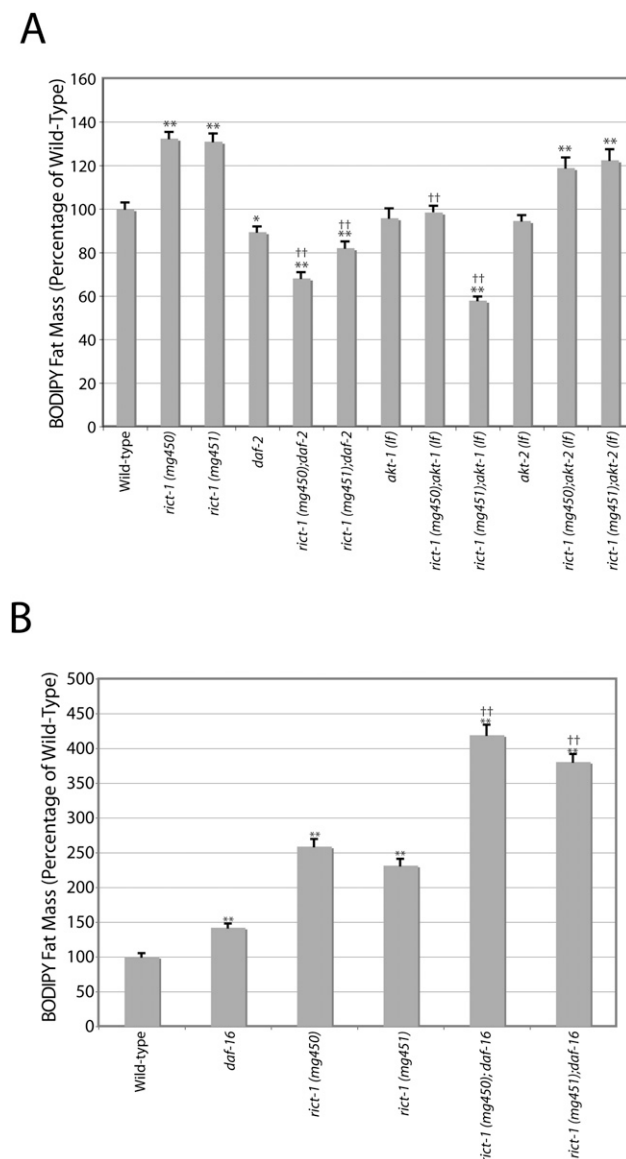 A
BODIPY Fat Mass (Percentage of Wild-Type)
160
140
120
100
80
60
40
20
0
**
**
*
††
**
††
**
††
††
**
**
**
Wild-type
rict-1 (mg450)
rict-1 (mg451)
daf-2
rict-1 (mg450);daf-2
rict-1 (mg451);daf-2
akt-1 (lf)
rict-1 (mg450);akt-1 (lf)
rict-1 (mg451);akt-1 (lf)
akt-2 (lf)
rict-1 (mg450);akt-2 (lf)
rict-1 (mg451);akt-2 (lf)
B
BODIPY Fat Mass (Percentage of Wild-Type)
500
450
400
350
300
250
200
150
100
50
0
**
**
**
††
**
††
**
Wild-type
daf-16
rict-1 (mg450)
rict-1 (mg451)
rict-1 (mg450); daf-16
rict-1 (mg451);daf-16